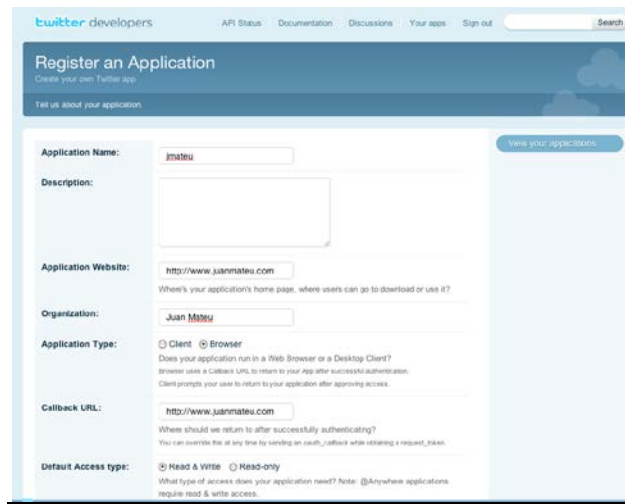 twitter developers API Status Documentation Discussions Your apps Sign out Search
Register an Application
Create your own Twitter app
Tell us about your application.
View your applications
Application Name: jmateu
Description:
Application Website: http://www.juanmateu.com
Where's your application's home page, where users can go to download or use it?
Organization: Juan Mateu
Application Type: Client Browser
Does your application run in a Web Browser or a Desktop Client?
Browser uses a Callback URL to return to your App after successful authentication.
Client prompts your user to return to your application after approving access.
Callback URL: http://www.juanmateu.com
Where should we return to after successfully authenticating?
You can override this at any time by sending an oauth_callback while obtaining a request_token.
Default Access type: Read & Write Read-only
What type of access does your application need? Note: @Anywhere applications
require read & write access.